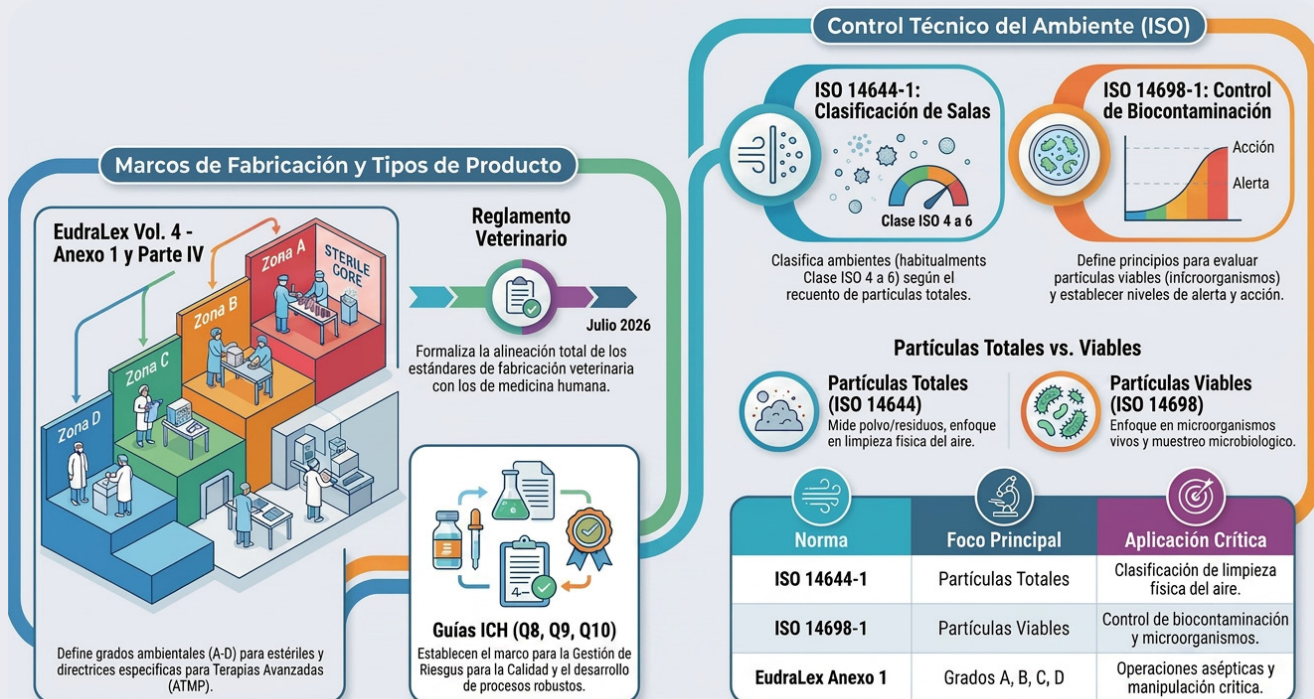 Marcos de Fabricación y Tipos de Producto
EudraLex Vol. 4 -
Anexo 1 y Parte IV
Zona A
STERILE
CORE
Zona B
Zona C
Zona D
Define grados ambientales (A-D) para estériles y
directrices especificas para Terapias Avanzadas
(ATMP).
Reglamento
Veterinario
Julio 2026
Formaliza la alineación total de los
estándares de fabricación veterinaria
con los de medicina humana.
Guías ICH (Q8, Q9, Q10)
Establecen el marco para la Gestión de
Riesgus para la Calidad y el desarrollo
de procesos robustos.
Control Técnico del Ambiente (ISO)
ISO 14644-1:
Clasificación de Salas
Clase ISO 4 a 6
Clasifica ambientes (habitualments
Clase ISO 4 a 6) según el
recuento de partículas totales.
ISO 14698-1: Control
de Biocontaminación
Acción
Alerta
Define principios para evaluar
partículas viables (infcroorganismos)
y establecer niveles de alerta y acción.
Partículas Totales vs. Viables
Partículas Totales
(ISO 14644)
Mide polvo/residuos, enfoque
en limpieza física del aire.
Partículas Viables
(ISO 14698)
Enfoque en microorganismos
vivos y muestreo microbiologico.
Norma
Foco Principal
Aplicación Crítica
ISO 14644-1
Partículas Totales
Clasificación de limpieza
física del aire.
ISO 14698-1
Partículas Viables
Control de biocontaminación
y microorganismos.
EudraLex Anexo 1
Grados A, B, C, D
Operaciones asépticas y
manipulación critica.